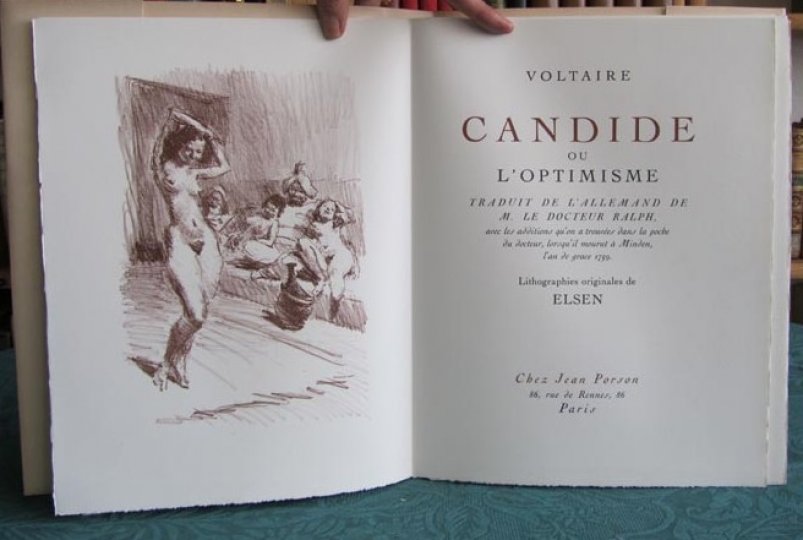 VOLTAIRE
CANDIDE
OU
L'OPTIMISME
TRADUIT DE L'ALLEMAND DE
M. LE DOCTEUR RALPH,
avec les additions qu'on a trouvées dans la poche
du docteur, lorsqu'il mourut à Minden,
l'an de grace 1759.
Lithographies originales de
ELSEN
Chez Jean Porson
86, rue de Rennes, 86
Paris